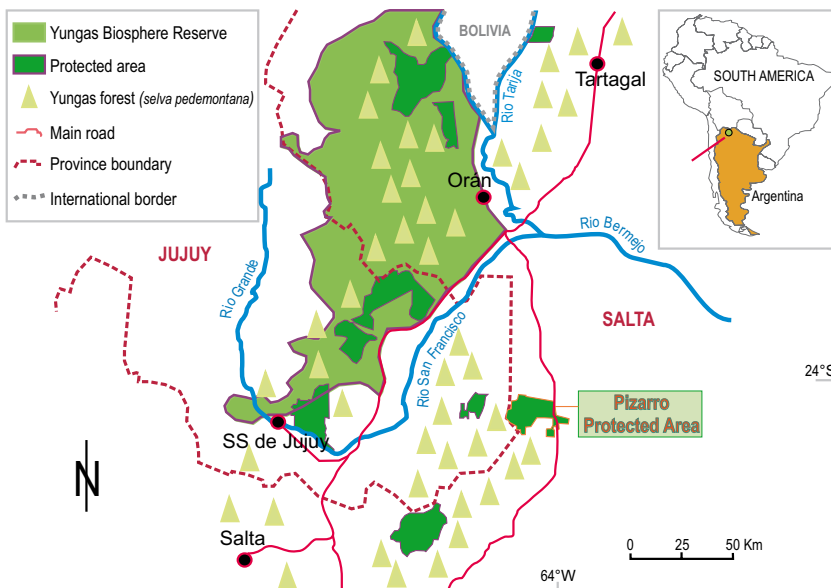 Yungas Biosphere Reserve
Protected area
Yungas forest (selva pedemontana)
Main road
Province boundary
International border
BOLIVIA
Rio Tarija
Tartagal
SOUTH AMERICA
Argentina
Orán
Rio Bermejo
JUJUY
Rio Grande
SALTA
Rio San Francisco
24°S
Pizarro
Protected Area
SS de Jujuy
N
Salta
64°W
0 25 50 Km